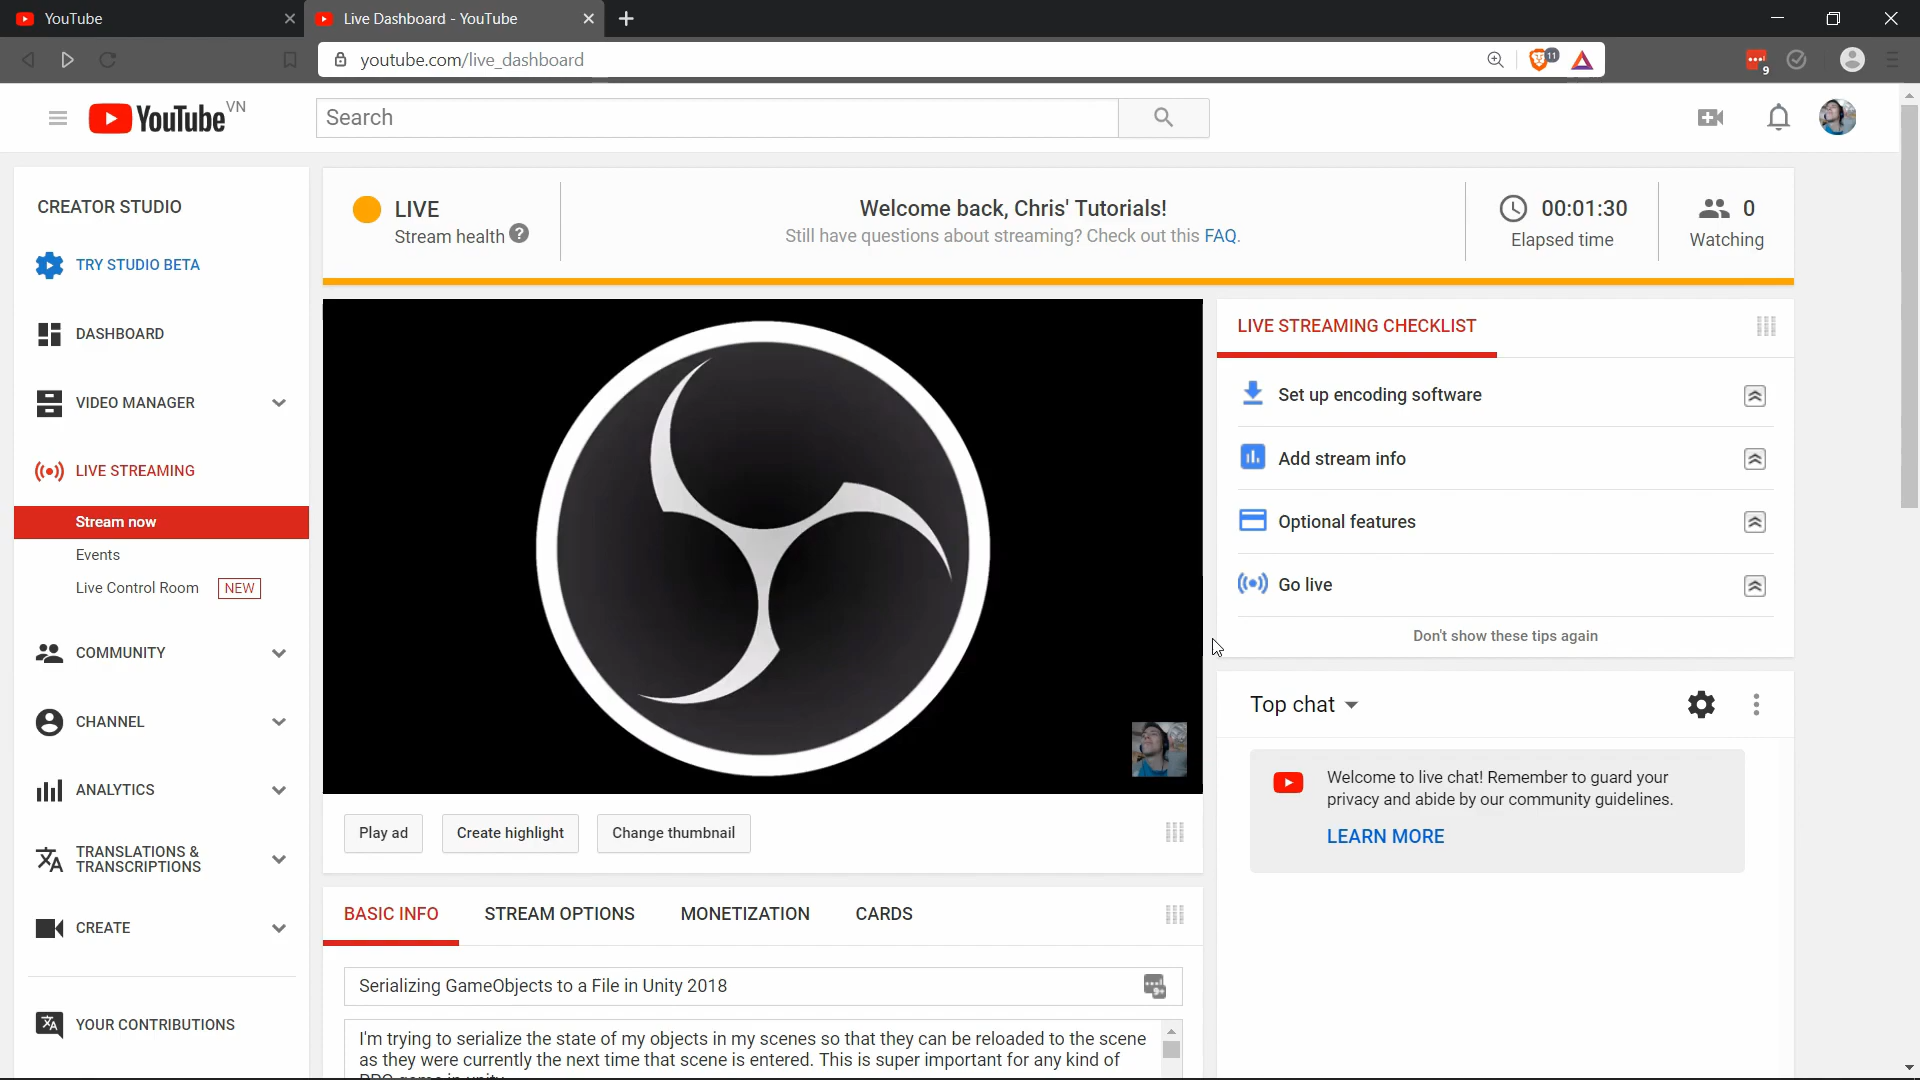 YouTube
Live Dashboard - YouTube
youtube.com/live_dashboard
11
9
YouTube VN
Search
CREATOR STUDIO
TRY STUDIO BETA
DASHBOARD
VIDEO MANAGER
LIVE STREAMING
Stream now
Events
Live Control Room NEW
COMMUNITY
CHANNEL
ANALYTICS
TRANSLATIONS &
TRANSCRIPTIONS
CREATE
YOUR CONTRIBUTIONS
LIVE
Stream health ?
Welcome back, Chris' Tutorials!
Still have questions about streaming? Check out this FAQ.
00:01:30
Elapsed time
0
Watching
Play ad
Create highlight
Change thumbnail
BASIC INFO
STREAM OPTIONS
MONETIZATION
CARDS
Serializing GameObjects to a File in Unity 2018
I'm trying to serialize the state of my objects in my scenes so that they can be reloaded to the scene
as they were currently the next time that scene is entered. This is super important for any kind of
LIVE STREAMING CHECKLIST
Set up encoding software
Add stream info
Optional features
Go live
Don't show these tips again
Top chat
Welcome to live chat! Remember to guard your
privacy and abide by our community guidelines.
LEARN MORE